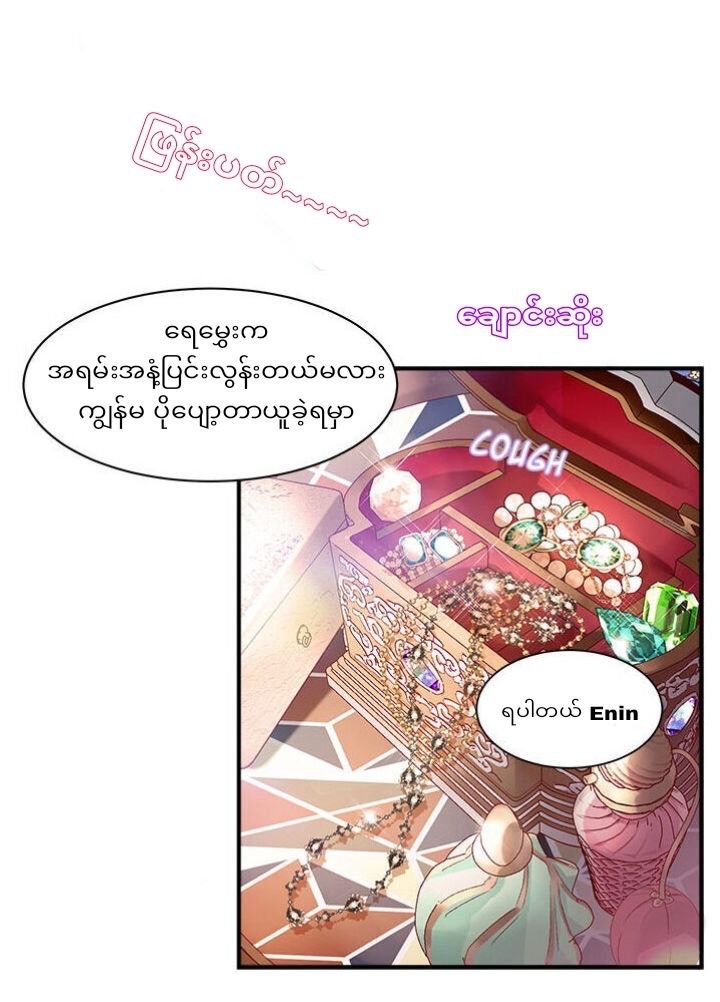 ဖြန်းပတ်~~~~
ချောင်းဆိုး
ရေမွှေးက
အရမ်းအနံ့ပြင်းလွန်းတယ်မလား
ကျွန်မ ပိုပျော့တာယူခဲ့ရမှာ
COUGH
ရပါတယ် Enin